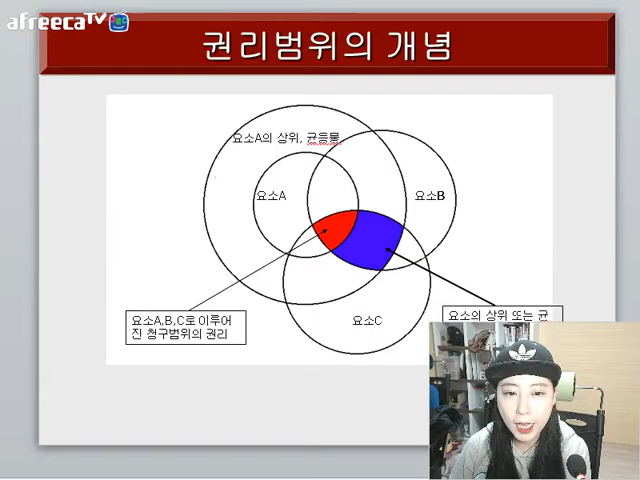 afreecaTV
권리범위의 개념
요소A의 상위, 균등물
요소A
요소B
요소A,B,C로 이루어
진 청구범위의 권리
요소C
요소의 상위 또는 균